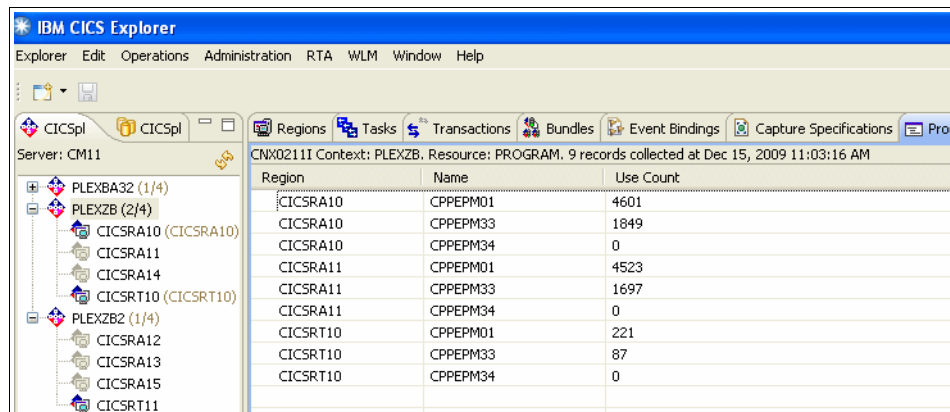 IBM CICS Explorer
Explorer Edit Operations Administration RTA WLM Window Help
CICSpl CICSpl
Regions Tasks Transactions Bundles Event Bindings Capture Specifications Pro
Server: CM11
CNX0211I Context: PLEXZB. Resource: PROGRAM. 9 records collected at Dec 15, 2009 11:03:16 AM
PLEXBA32 (1/4)
PLEXZB (2/4)
CICSRA10 (CICSRA10)
CICSRA11
CICSRA14
CICSRT10 (CICSRT10)
PLEXZB2 (1/4)
CICSRA12
CICSRA13
CICSRA15
CICSRT11
Region Name Use Count
CICSRA10 CPPEPM01 4601
CICSRA10 CPPEPM33 1849
CICSRA10 CPPEPM34 0
CICSRA11 CPPEPM01 4523
CICSRA11 CPPEPM33 1697
CICSRA11 CPPEPM34 0
CICSRT10 CPPEPM01 221
CICSRT10 CPPEPM33 87
CICSRT10 CPPEPM34 0